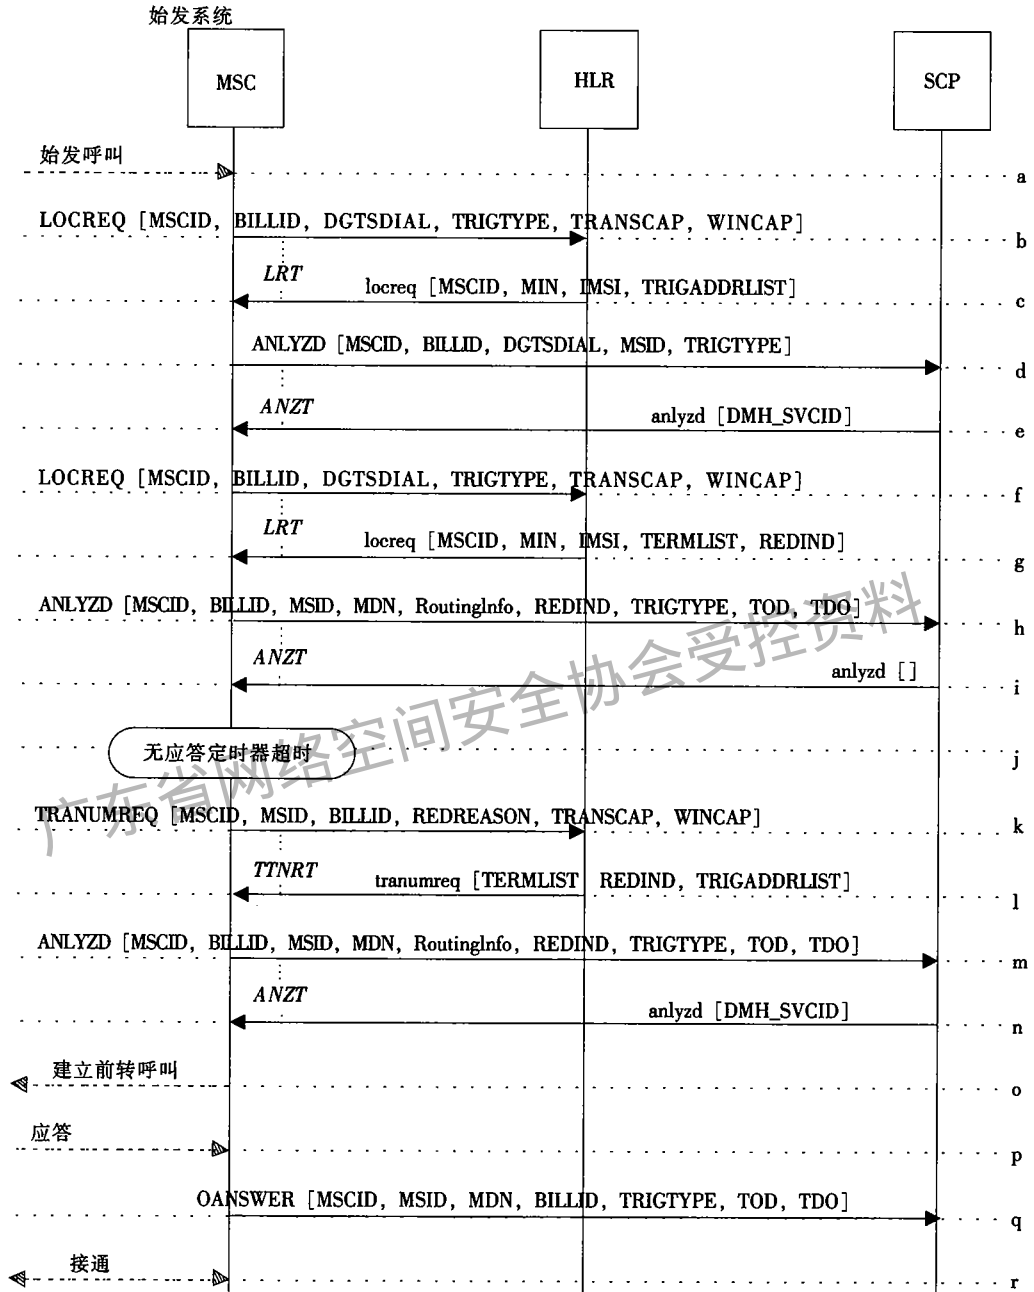 始发系统
MSC
HLR
SCP
始发呼叫
a
LOCREQ [MSCID, BILLID, DGTSDIAL, TRIGTYPE, TRANSCAP, WINCAP]
b
LRT
locreq [MSCID, MIN, IMSI, TRIGADDRLIST]
c
ANLYZD [MSCID, BILLID, DGTSDIAL, MSID, TRIGTYPE]
d
ANZT
anlyzd [DMH_SVCID]
e
LOCREQ [MSCID, BILLID, DGTSDIAL, TRIGTYPE, TRANSCAP, WINCAP]
f
LRT
locreq [MSCID, MIN, IMSI, TERMLIST, REDIND]
g
ANLYZD [MSCID, BILLID, MSID, MDN, RoutingInfo, REDIND, TRIGTYPE, TOD, TDO]
h
ANZT
anlyzd []
i
无应答定时器超时
j
TRANUMREQ [MSCID, MSID, BILLID, REDREASON, TRANSCAP, WINCAP]
k
TTNRT
tranumreq [TERMLIST REDIND, TRIGADDRLIST]
l
ANLYZD [MSCID, BILLID, MSID, MDN, RoutingInfo, REDIND, TRIGTYPE, TOD, TDO]
m
ANZT
anlyzd [DMH_SVCID]
n
建立前转呼叫
o
应答
p
OANSWER [MSCID, MSID, MDN, BILLID, TRIGTYPE, TOD, TDO]
q
接通
r
广东省网络空间安全协会受控资料